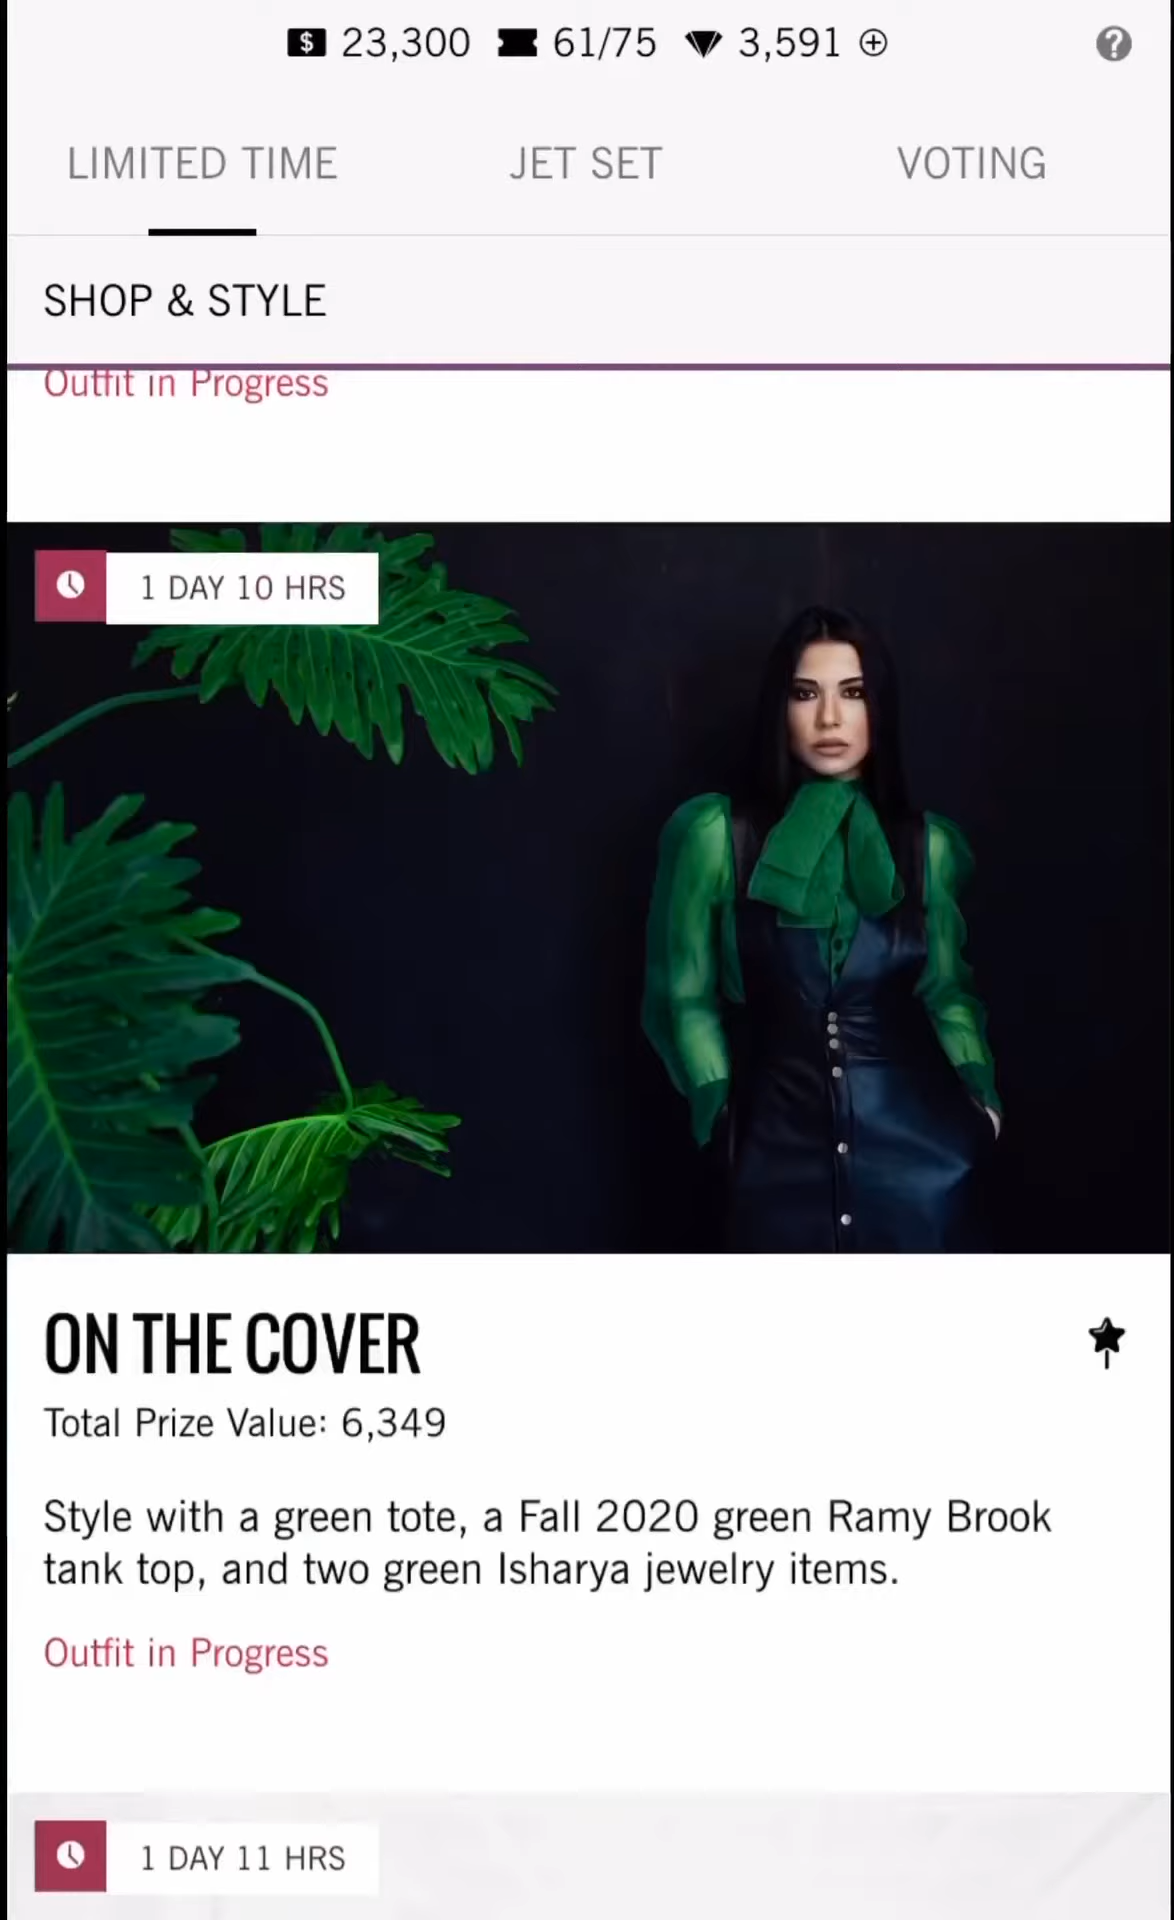 $ 23,300 61/75 3,591
LIMITED TIME JET SET VOTING
SHOP & STYLE
Outfit in Progress
1 DAY 10 HRS
ON THE COVER
Total Prize Value: 6,349
Style with a green tote, a Fall 2020 green Ramy Brook
tank top, and two green Isharya jewelry items.
Outfit in Progress
1 DAY 11 HRS